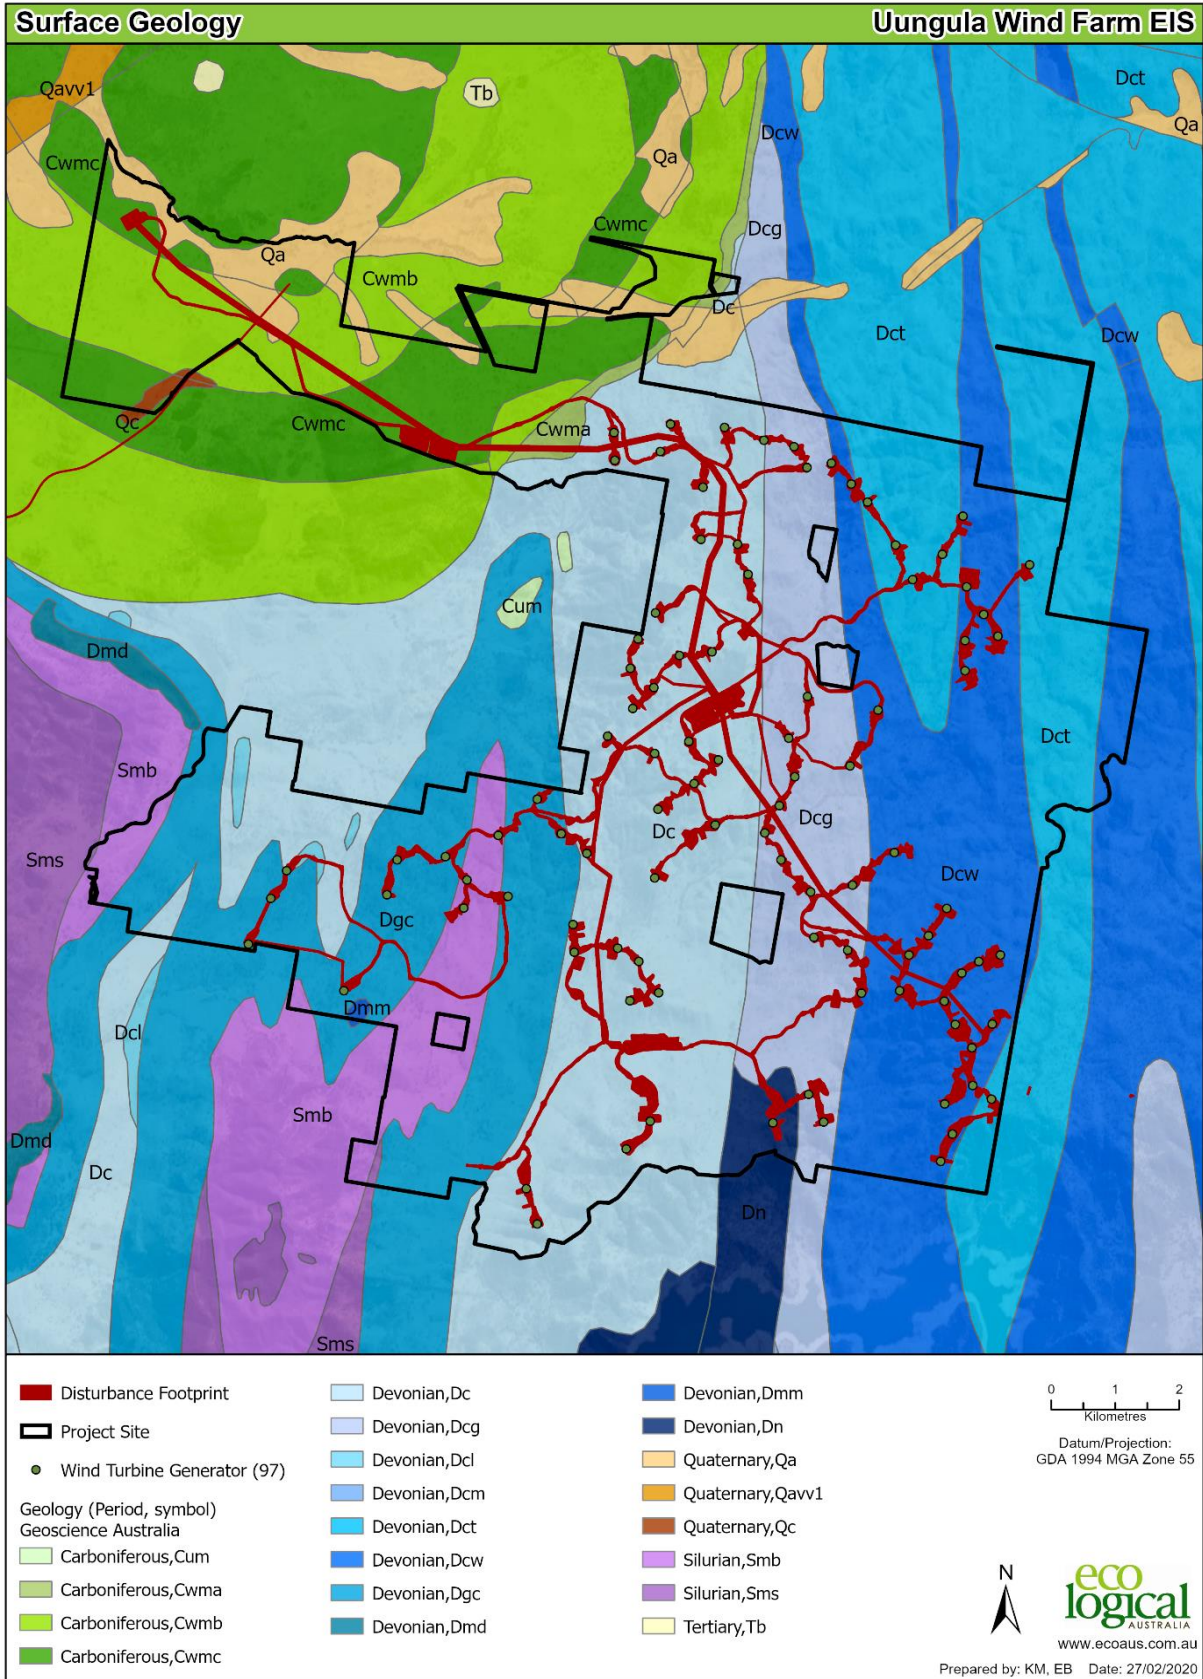 Surface Geology
Uungula Wind Farm EIS
Qavv1
Tb
Dct
Qa
Dcw
Cwmc
Qa
Cwmc
Dcg
Qa
Cwmb
Dc
Dct
Dcw
Qc
Cwmc
Cwma
Cum
Dmd
Dct
Smb
Dcg
Dc
Sms
Dcw
Dgc
Dmm
Dcl
Smb
Dmd
Dc
Dn
Sms
Disturbance Footprint
Project Site
Wind Turbine Generator (97)
Geology (Period, symbol)
Geoscience Australia
Carboniferous,Cum
Carboniferous,Cwma
Carboniferous,Cwmb
Carboniferous,Cwmc
Devonian,Dc
Devonian,Dcg
Devonian,Dcl
Devonian,Dcm
Devonian,Dct
Devonian,Dcw
Devonian,Dgc
Devonian,Dmd
Devonian,Dmm
Devonian,Dn
Quaternary,Qa
Quaternary,Qavv1
Quaternary,Qc
Silurian,Smb
Silurian,Sms
Tertiary,Tb
0 1 2
Kilometres
Datum/Projection:
GDA 1994 MGA Zone 55
N
eco
logical
AUSTRALIA
www.ecoaus.com.au
Prepared by: KM, EB Date: 27/02/2020